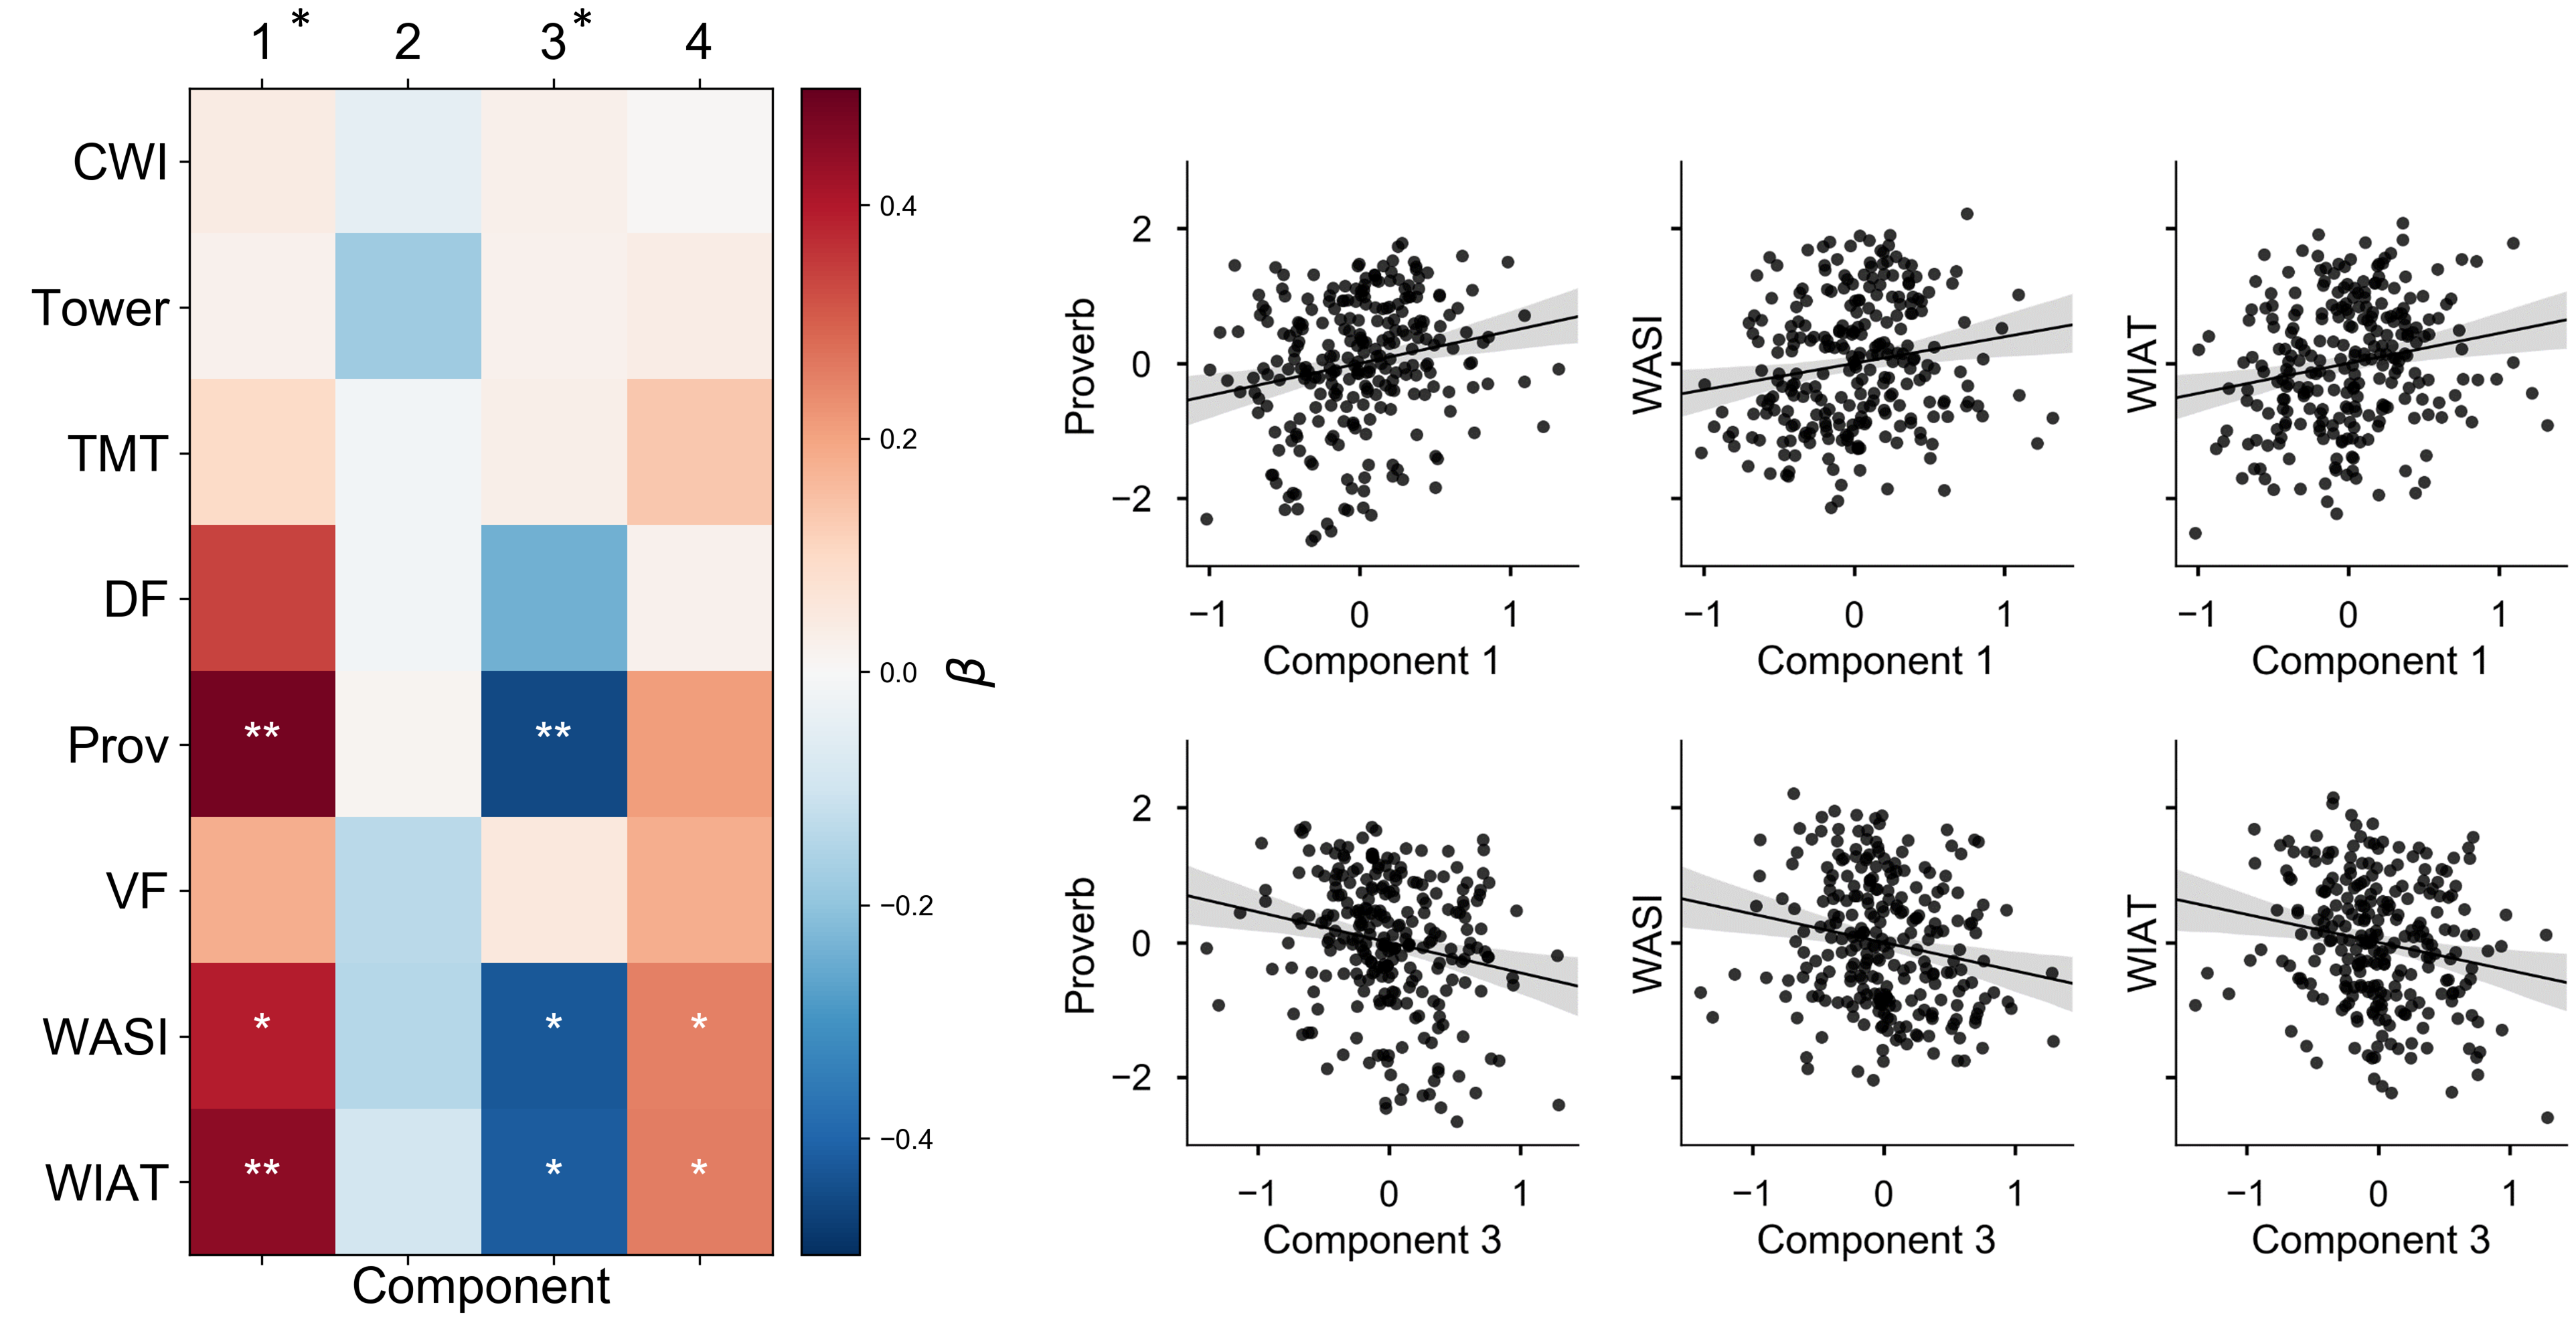 1 * 2 3 * 4
CWI
Tower
TMT
DF
Prov
VF
WASI
WIAT
** **
* * *
** * *
Component
0.4
0.2
0.0
−0.2
−0.4
β
Proverb
2
0
−2
−1 0 1
Component 1
WASI
−1 0 1
Component 1
WIAT
−1 0 1
Component 1
Proverb
2
0
−2
−1 0 1
Component 3
WASI
−1 0 1
Component 3
WIAT
−1 0 1
Component 3